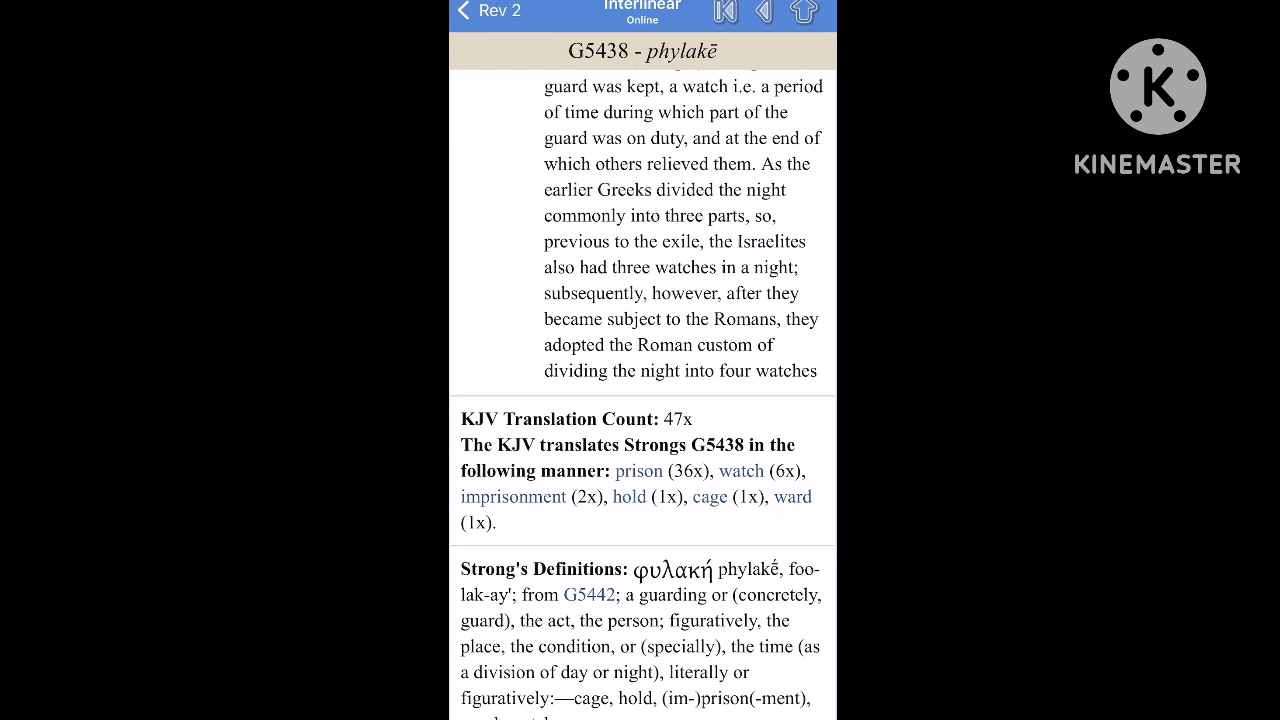 Rev 2
Interlinear
Online
G5438 - phylakē
guard was kept, a watch i.e. a period
of time during which part of the
guard was on duty, and at the end of
which others relieved them. As the
earlier Greeks divided the night
commonly into three parts, so,
previous to the exile, the Israelites
also had three watches in a night;
subsequently, however, after they
became subject to the Romans, they
adopted the Roman custom of
dividing the night into four watches
KJV Translation Count: 47x
The KJV translates Strongs G5438 in the
following manner: prison (36x), watch (6x),
imprisonment (2x), hold (1x), cage (1x), ward
(1x).
Strong's Definitions: φυλακή phylakḗ, foo-
lak-ay'; from G5442; a guarding or (concretely,
guard), the act, the person; figuratively, the
place, the condition, or (specially), the time (as
a division of day or night), literally or
figuratively:—cage, hold, (im-)prison(-ment),
K
KINEMASTER